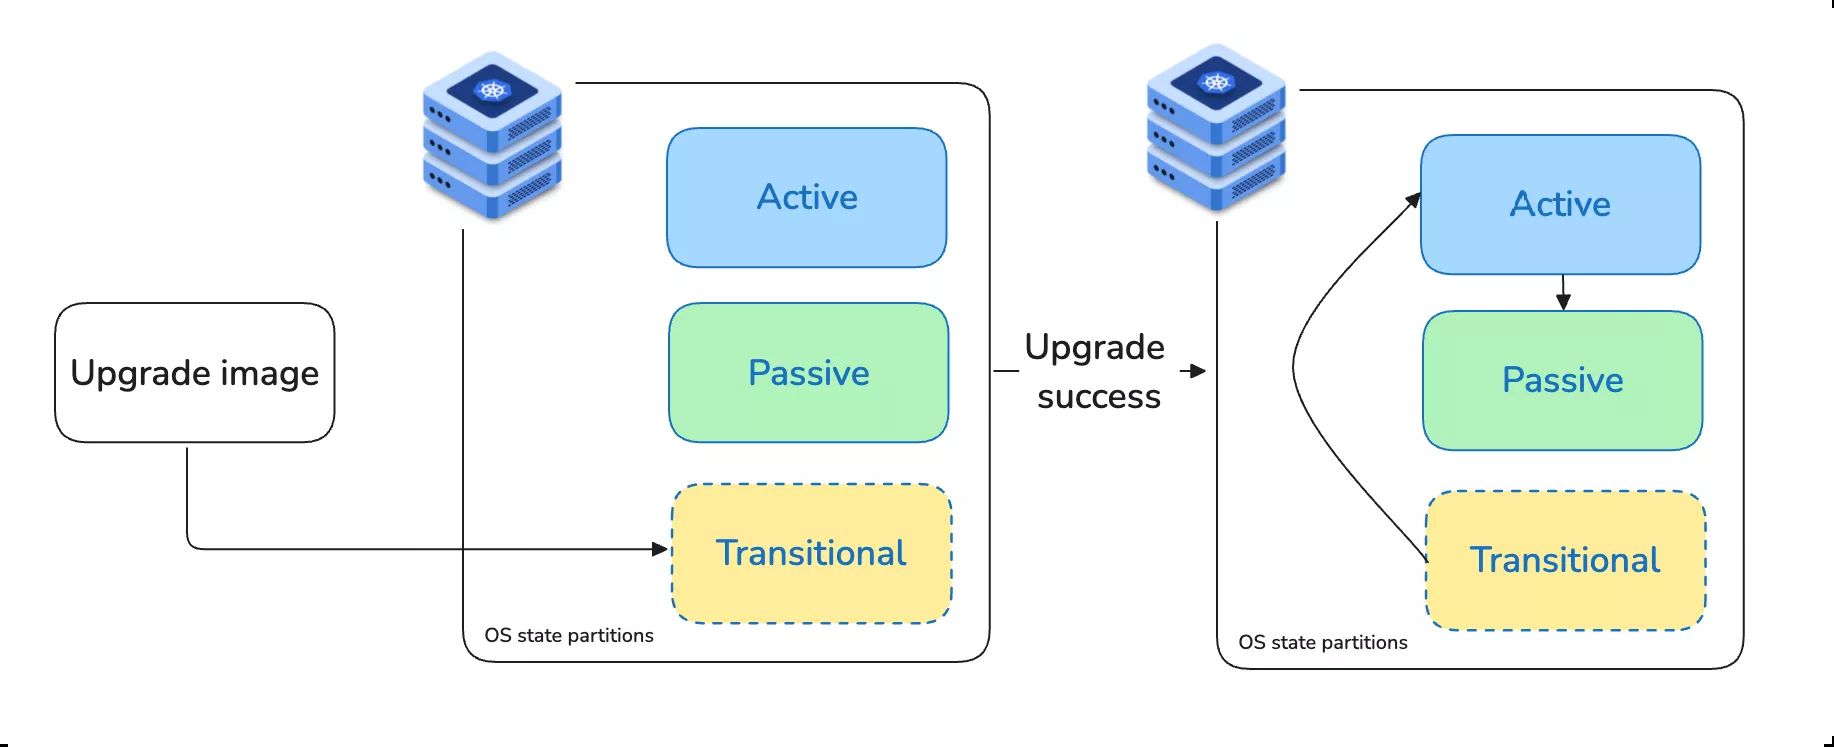 Upgrade image
Active
Passive
Transitional
OS state partitions
Upgrade
success
Active
Passive
Transitional
OS state partitions